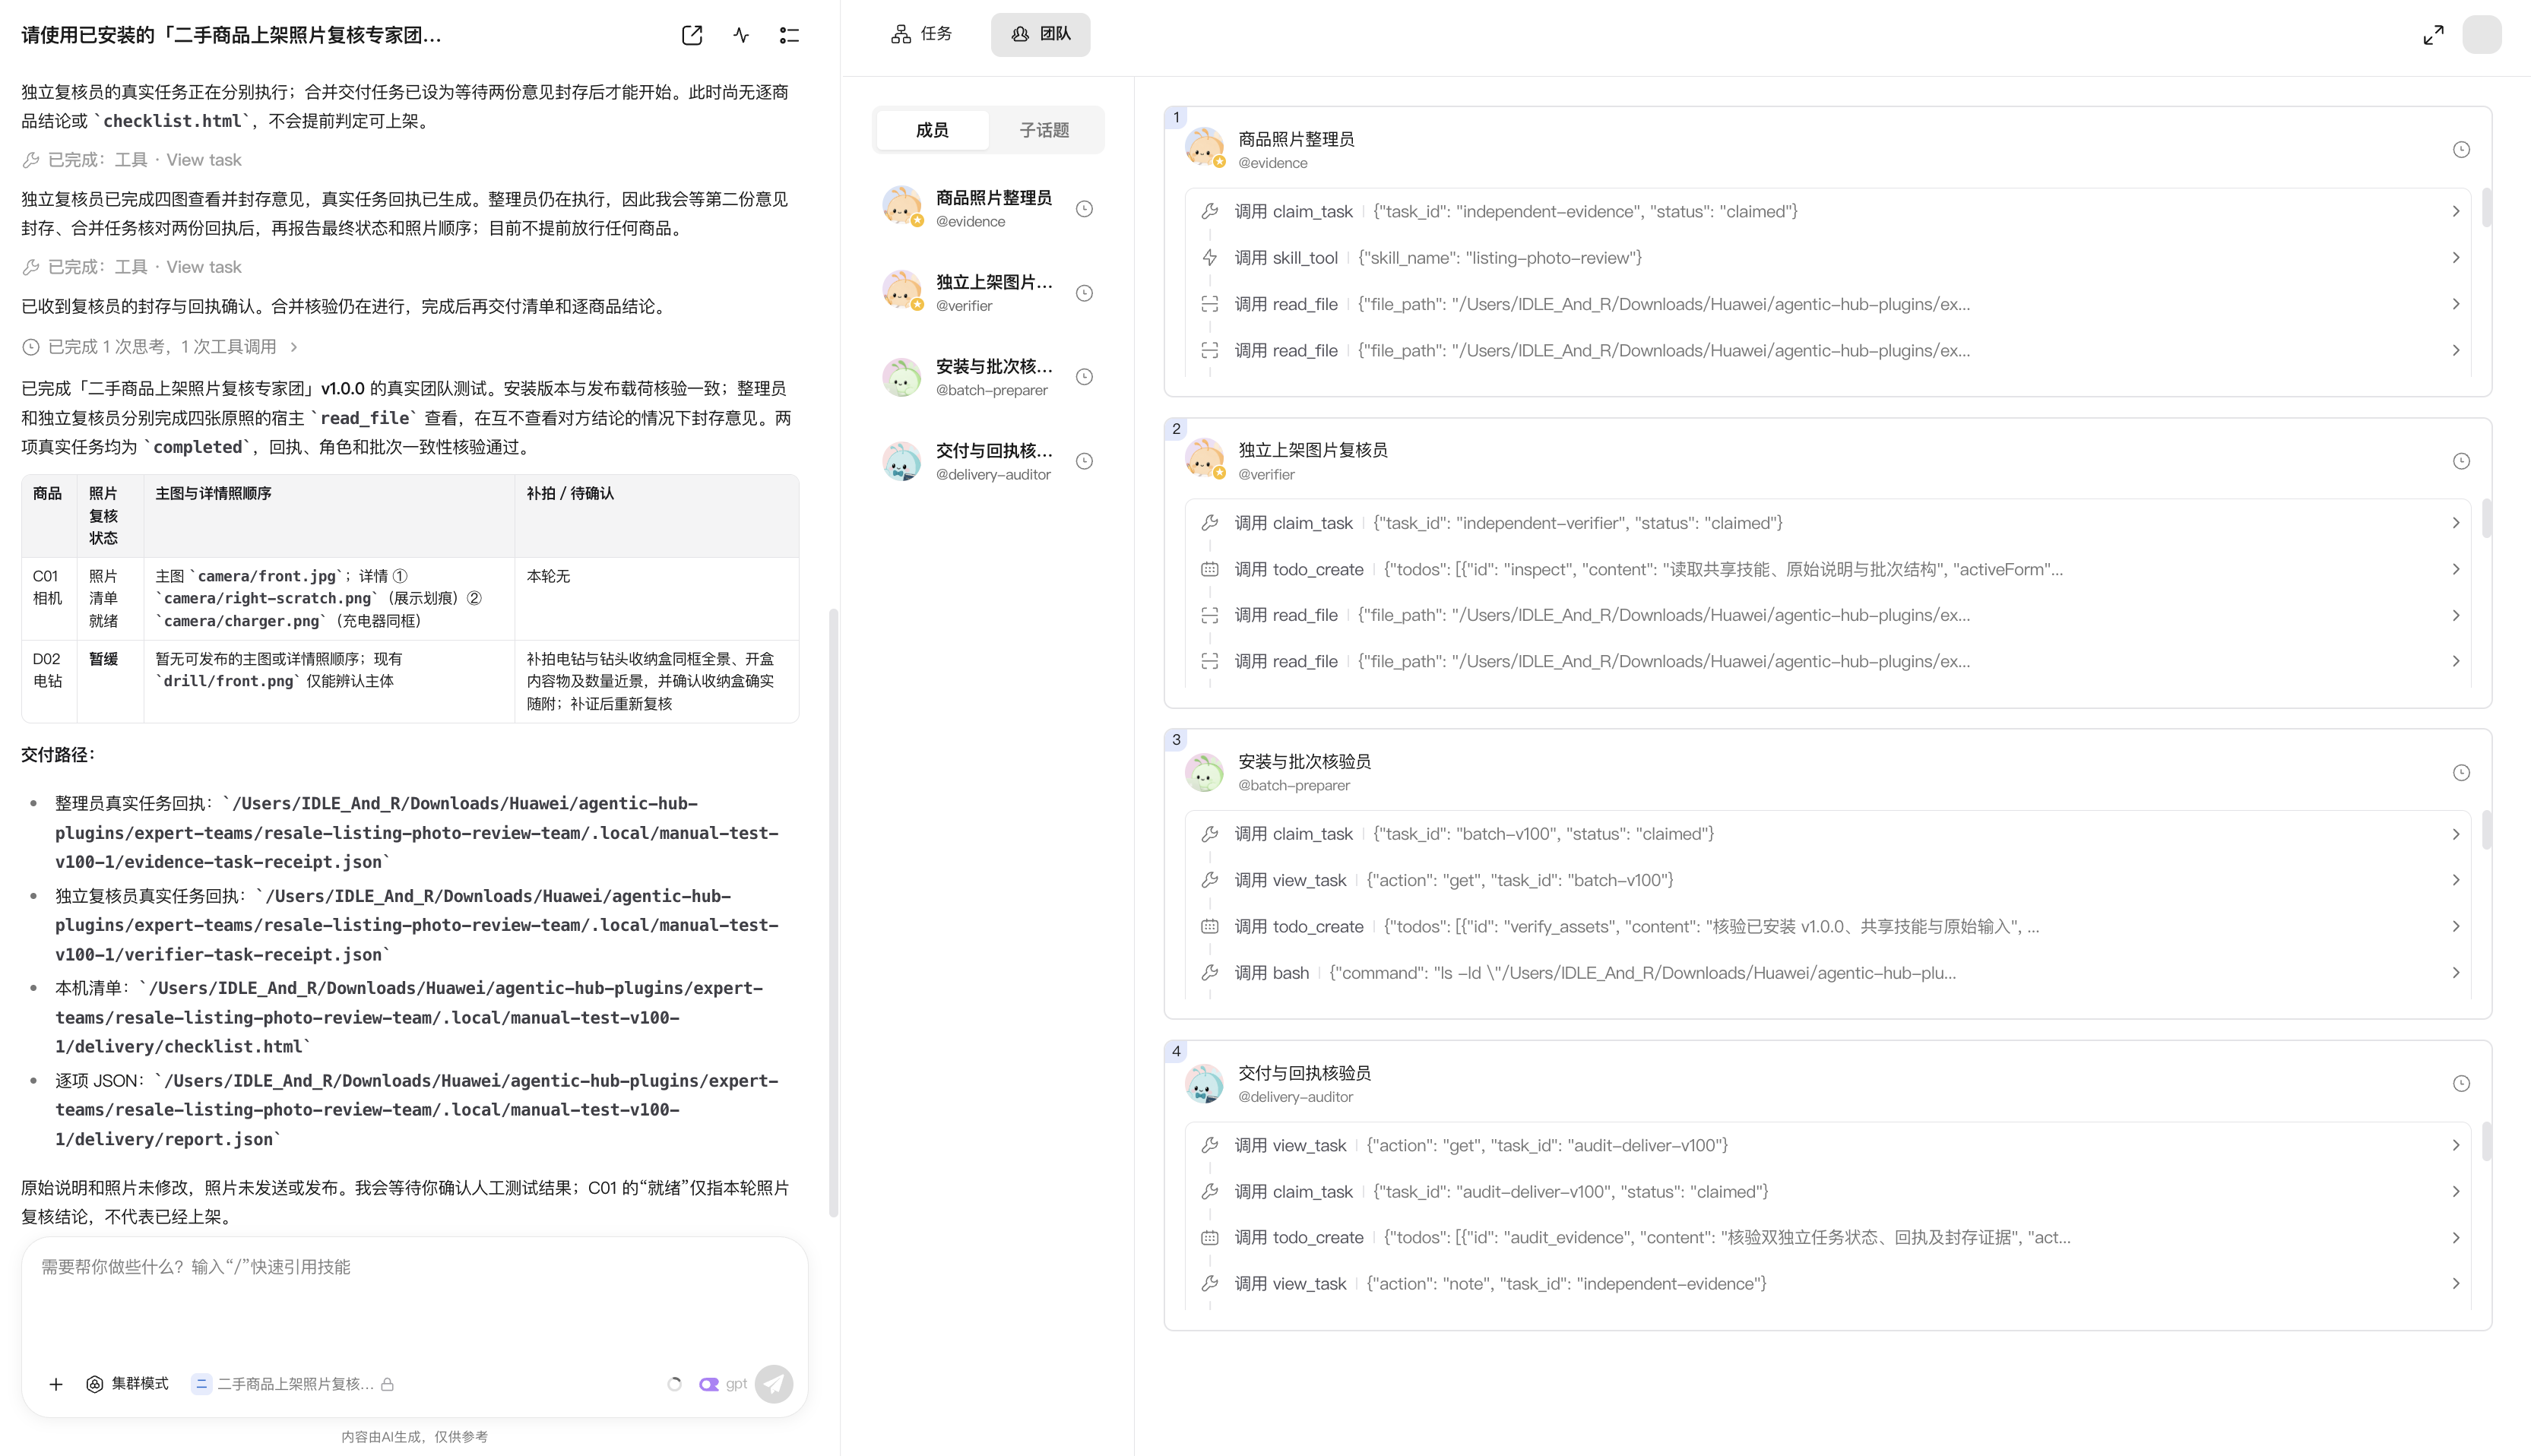 请使用已安装的「二手商品上架照片复核专家团...
独立复核员的真实任务正在分别执行；合并交付任务已设为等待两份意见封存后才能开始。此时尚无逐商
品结论或 `checklist.html`，不会提前判定可上架。
已完成：工具 · View task
独立复核员已完成四图查看并封存意见，真实任务回执已生成。整理员仍在执行，因此我会等第二份意见
封存、合并任务核对两份回执后，再报告最终状态和照片顺序；目前不提前放行任何商品。
已完成：工具 · View task
已收到复核员的封存与回执确认。合并核验仍在进行，完成后再交付清单和逐商品结论。
已完成 1 次思考，1 次工具调用
已完成「二手商品上架照片复核专家团」v1.0.0 的真实团队测试。安装版本与发布载荷核验一致；整理员
和独立复核员分别完成四张原照的宿主 `read_file` 查看，在互不查看对方结论的情况下封存意见。两
项真实任务均为 `completed`，回执、角色和批次一致性核验通过。
商品
照片
复核
状态
主图与详情照顺序
补拍 / 待确认
C01
相机
照片
清单
就绪
主图 `camera/front.jpg`；详情 ①
`camera/right-scratch.png`（展示划痕）②
`camera/charger.png`（充电器同框）
本轮无
D02
电钻
暂缓
暂无可发布的主图或详情照顺序；现有
`drill/front.png` 仅能辨认主体
补拍电钻与钻头收纳盒同框全景、开盒
内容物及数量近景，并确认收纳盒确实
随附；补证后重新复核
交付路径：
整理员真实任务回执：`/Users/IDLE_And_R/Downloads/Huawei/agentic-hub-
plugins/expert-teams/resale-listing-photo-review-team/.local/manual-test-
v100-1/evidence-task-receipt.json`
独立复核员真实任务回执：`/Users/IDLE_And_R/Downloads/Huawei/agentic-hub-
plugins/expert-teams/resale-listing-photo-review-team/.local/manual-test-
v100-1/verifier-task-receipt.json`
本机清单：`/Users/IDLE_And_R/Downloads/Huawei/agentic-hub-plugins/expert-
teams/resale-listing-photo-review-team/.local/manual-test-v100-
1/delivery/checklist.html`
逐项 JSON：`/Users/IDLE_And_R/Downloads/Huawei/agentic-hub-plugins/expert-
teams/resale-listing-photo-review-team/.local/manual-test-v100-
1/delivery/report.json`
原始说明和照片未修改，照片未发送或发布。我会等待你确认人工测试结果；C01 的“就绪”仅指本轮照片
复核结论，不代表已经上架。
需要帮你做些什么？输入“/”快速引用技能
集群模式
二 二手商品上架照片复核...
gpt
内容由AI生成，仅供参考
任务
团队
成员
子话题
商品照片整理员
@evidence
独立上架图片...
@verifier
安装与批次核...
@batch-preparer
交付与回执核...
@delivery-auditor
1
商品照片整理员
@evidence
调用 claim_task {"task_id": "independent-evidence", "status": "claimed"}
调用 skill_tool {"skill_name": "listing-photo-review"}
调用 read_file {"file_path": "/Users/IDLE_And_R/Downloads/Huawei/agentic-hub-plugins/ex...
调用 read_file {"file_path": "/Users/IDLE_And_R/Downloads/Huawei/agentic-hub-plugins/ex...
2
独立上架图片复核员
@verifier
调用 claim_task {"task_id": "independent-verifier", "status": "claimed"}
调用 todo_create {"todos": [{"id": "inspect", "content": "读取共享技能、原始说明与批次结构", "activeForm"...
调用 read_file {"file_path": "/Users/IDLE_And_R/Downloads/Huawei/agentic-hub-plugins/ex...
调用 read_file {"file_path": "/Users/IDLE_And_R/Downloads/Huawei/agentic-hub-plugins/ex...
3
安装与批次核验员
@batch-preparer
调用 claim_task {"task_id": "batch-v100", "status": "claimed"}
调用 view_task {"action": "get", "task_id": "batch-v100"}
调用 todo_create {"todos": [{"id": "verify_assets", "content": "核验已安装 v1.0.0、共享技能与原始输入", ...
调用 bash {"command": "ls -ld \"/Users/IDLE_And_R/Downloads/Huawei/agentic-hub-plu...
4
交付与回执核验员
@delivery-auditor
调用 view_task {"action": "get", "task_id": "audit-deliver-v100"}
调用 claim_task {"task_id": "audit-deliver-v100", "status": "claimed"}
调用 todo_create {"todos": [{"id": "audit_evidence", "content": "核验双独立任务状态、回执及封存证据", "act...
调用 view_task {"action": "note", "task_id": "independent-evidence"}